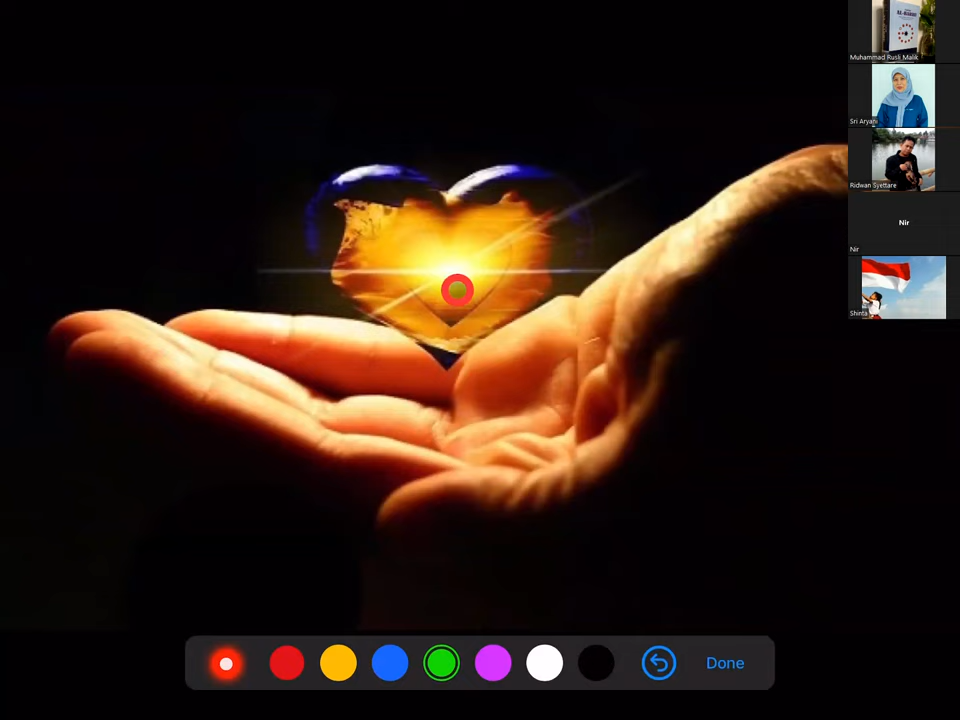 Muhammad Rusli Malik
Sri Aryani
Ridwan Syettare
Nir
Nir
Shinta
Done